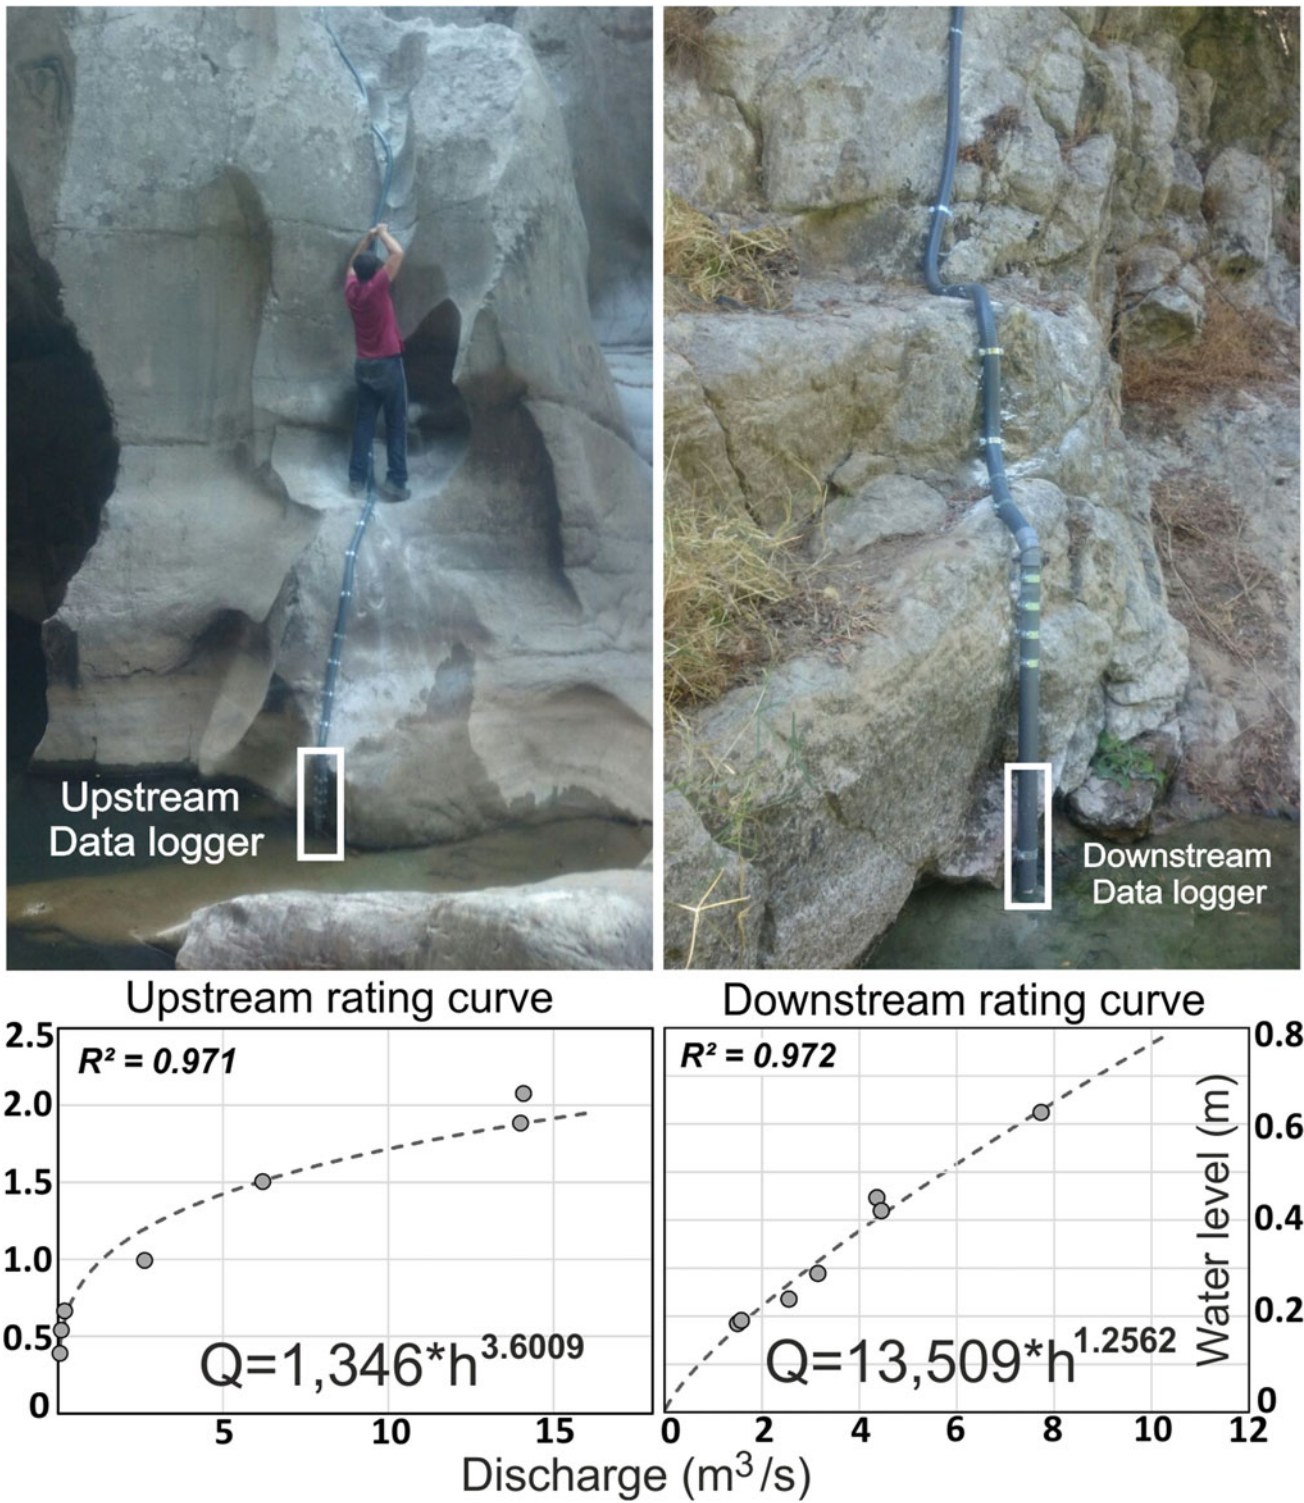 Upstream
Data logger
Downstream
Data logger
Upstream rating curve
2.5
2.0
1.5
1.0
0.5
0
R² = 0.971
Q=1,346*h^3.6009
5
10
15
Downstream rating curve
R² = 0.972
Q=13,509*h^1.2562
0.8
0.6
0.4
0.2
0
Water level (m)
0
2
4
6
8
10
12
Discharge (m³/s)